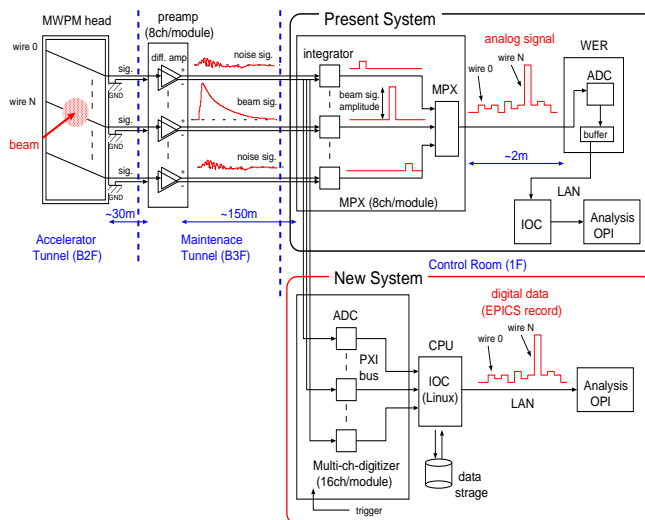 MWPM head
preamp
(8ch/module)
Present System
wire 0
sig.
GND
wire N
beam
sig.
GND
sig.
GND
diff. amp
+
-
+
-
+
-
noise sig.
beam sig.
noise sig.
integrator
beam sig.
amplitude
MPX
MPX (8ch/module)
analog signal
wire 0
wire N
WER
ADC
buffer
~2m
LAN
IOC
Analysis
OPI
~30m
~150m
Accelerator
Tunnel (B2F)
Maintenace
Tunnel (B3F)
Control Room (1F)
New System
ADC
PXI
bus
Multi-ch-digitizer
(16ch/module)
trigger
CPU
IOC
(Linux)
data
strage
digital data
(EPICS record)
wire 0
wire N
LAN
Analysis
OPI